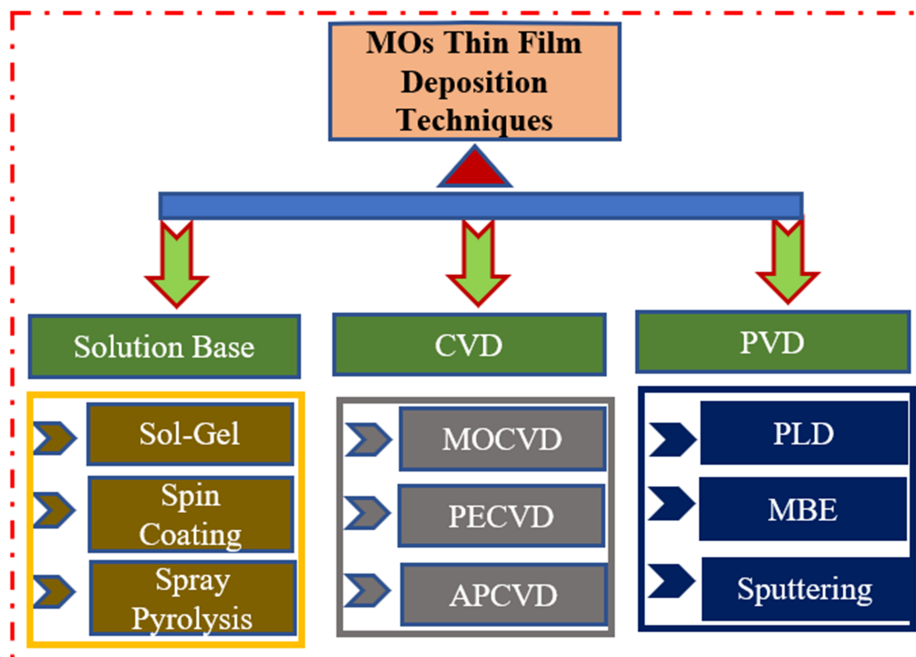 MOs Thin Film
Deposition
Techniques
Solution Base
CVD
PVD
Sol-Gel
Spin
Coating
Spray
Pyrolysis
MOCVD
PECVD
APCVD
PLD
MBE
Sputtering